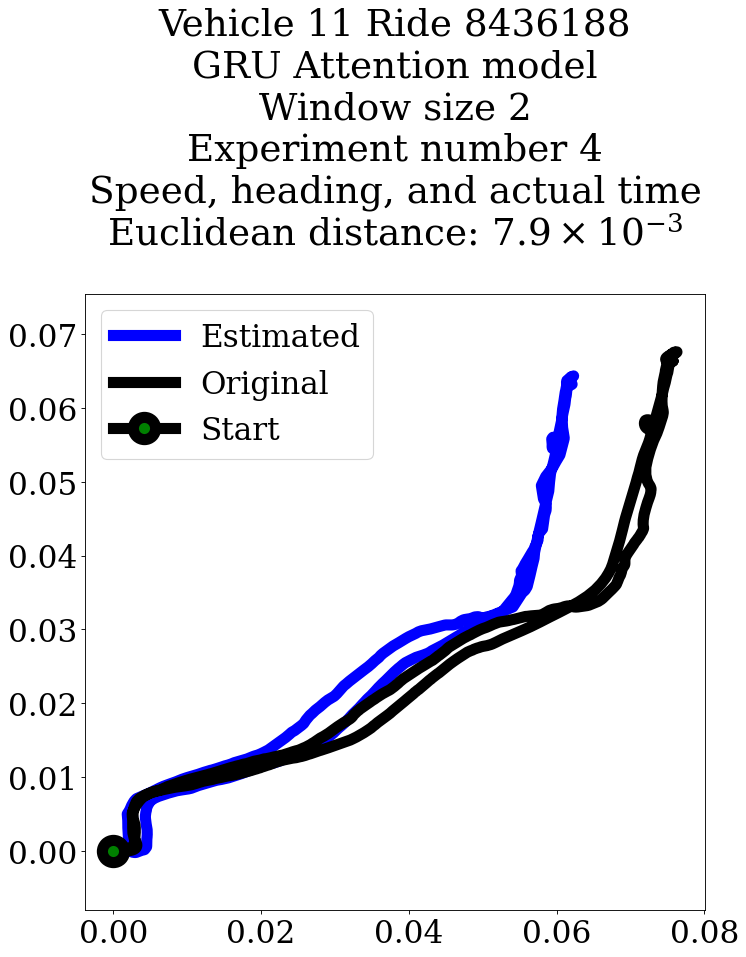 Vehicle 11 Ride 8436188
GRU Attention model
Window size 2
Experiment number 4
Speed, heading, and actual time
Euclidean distance: 7.9 × 10⁻³
Estimated
Original
Start
0.07
0.06
0.05
0.04
0.03
0.02
0.01
0.00
0.00 0.02 0.04 0.06 0.08